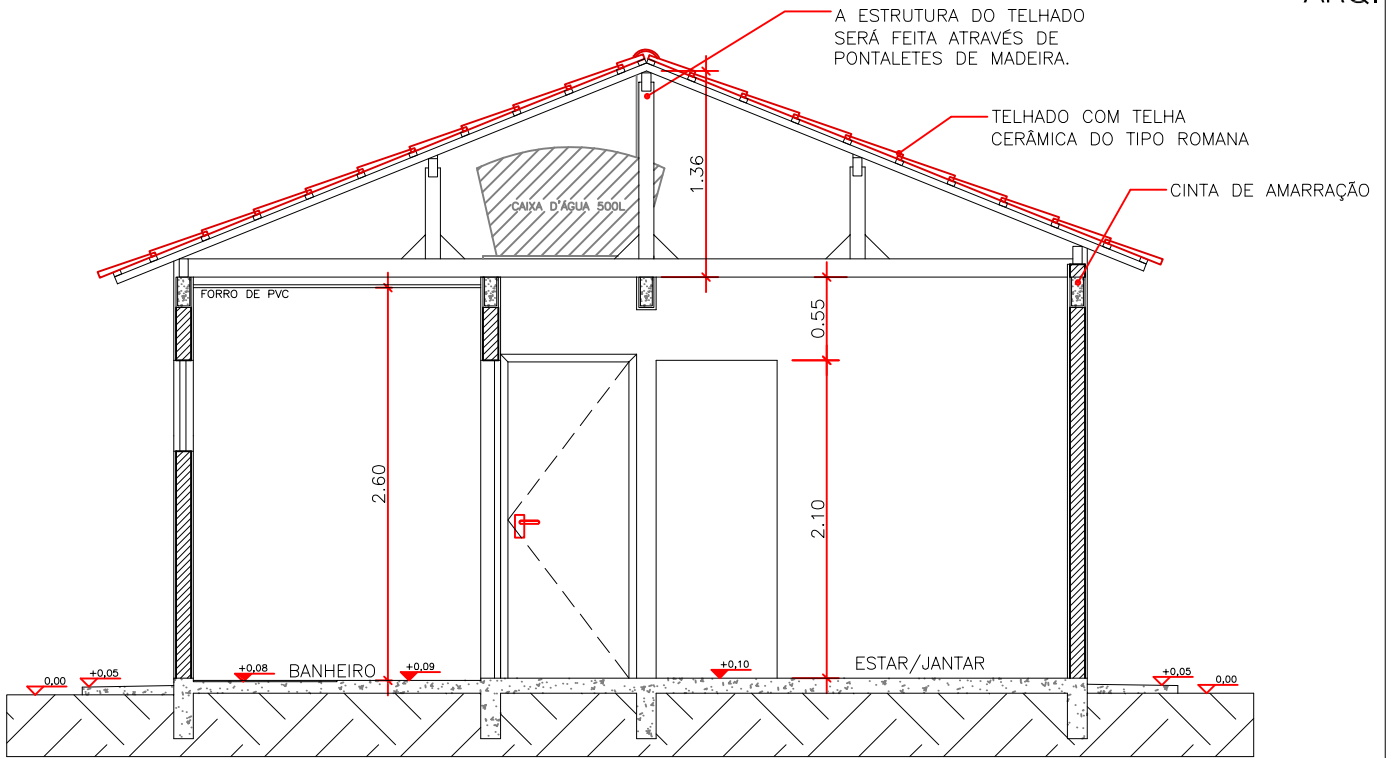 A ESTRUTURA DO TELHADO
SERÁ FEITA ATRAVÉS DE
PONTALETES DE MADEIRA.
TELHADO COM TELHA
CERÂMICA DO TIPO ROMANA
1.36
CINTA DE AMARRAÇÃO
CAIXA D'ÁGUA 500L
FORRO DE PVC
0.55
2.60
2.10
0,00
+0,05
+0,08
BANHEIRO
+0,09
+0,10
ESTAR/JANTAR
+0,05
0,00